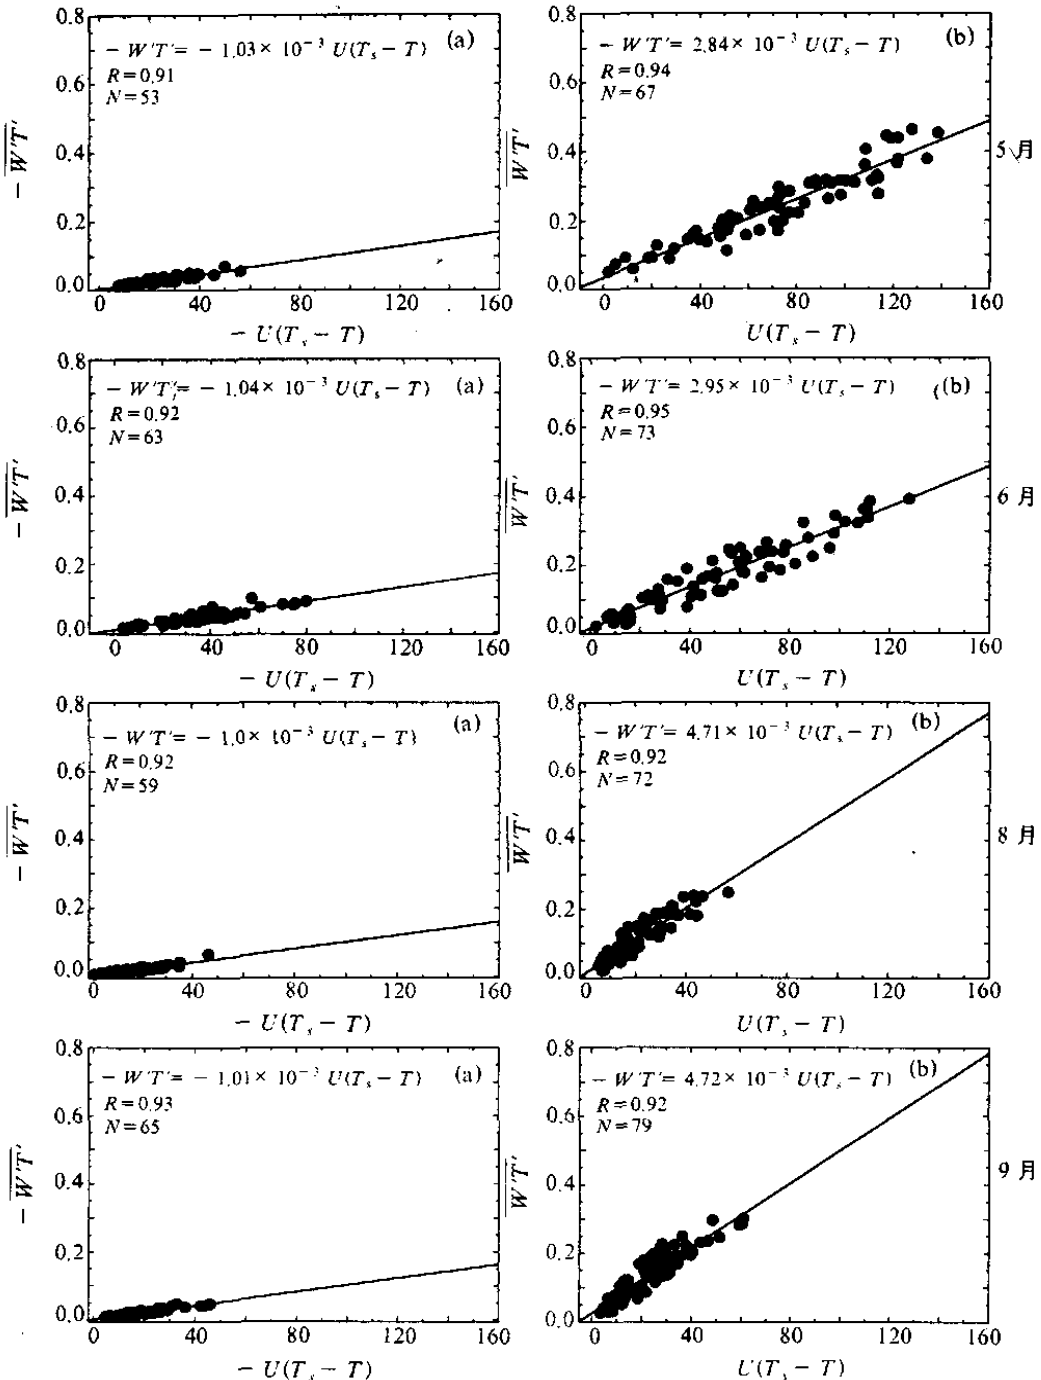 − W'T' = − 1.03 × 10⁻³ U(Tₛ − T) (a)
R = 0.91
N = 53
− W'T'
0.8
0.6
0.4
0.2
0.0
0 40 80 120 160
− U(Tₛ − T)
− W'T' = 2.84 × 10⁻³ U(Tₛ − T) (b)
R = 0.94
N = 67
W'T'
0.8
0.6
0.4
0.2
0.0
0 40 80 120 160
U(Tₛ − T)
5月
− W'T' = − 1.04 × 10⁻³ U(Tₛ − T) (a)
R = 0.92
N = 63
− W'T'
0.8
0.6
0.4
0.2
0.0
0 40 80 120 160
− U(Tₛ − T)
− W'T' = 2.95 × 10⁻³ U(Tₛ − T) (b)
R = 0.95
N = 73
W'T'
0.8
0.6
0.4
0.2
0.0
0 40 80 120 160
U(Tₛ − T)
6月
− W'T' = − 1.0 × 10⁻³ U(Tₛ − T) (a)
R = 0.92
N = 59
− W'T'
0.8
0.6
0.4
0.2
0.0
0 40 80 120 160
− U(Tₛ − T)
− W'T' = 4.71 × 10⁻³ U(Tₛ − T) (b)
R = 0.92
N = 72
W'T'
0.8
0.6
0.4
0.2
0.0
0 40 80 120 160
U(Tₛ − T)
8月
− W'T' = − 1.01 × 10⁻³ U(Tₛ − T) (a)
R = 0.93
N = 65
− W'T'
0.8
0.6
0.4
0.2
0.0
0 40 80 120 160
− U(Tₛ − T)
− W'T' = 4.72 × 10⁻³ U(Tₛ − T) (b)
R = 0.92
N = 79
W'T'
0.8
0.6
0.4
0.2
0.0
0 40 80 120 160
U(Tₛ − T)
9月